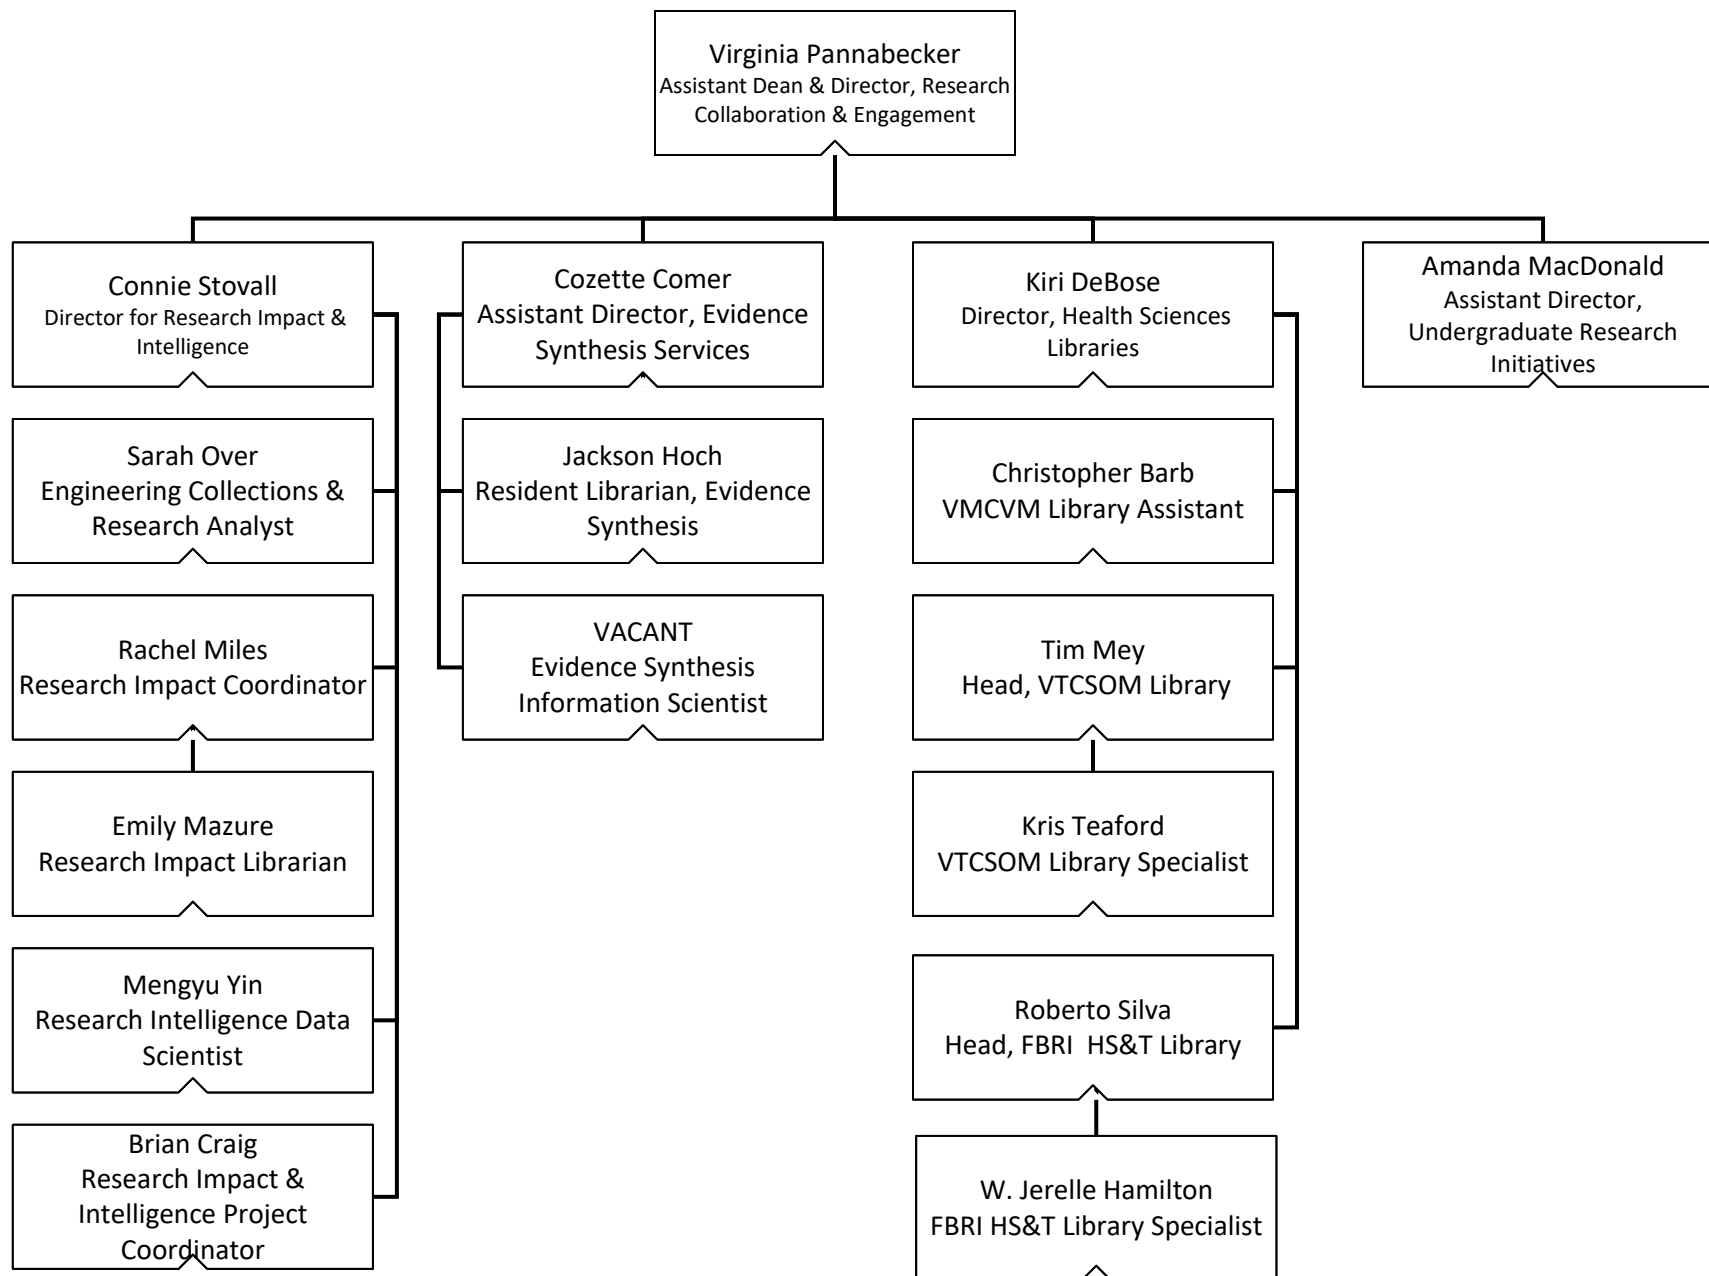 Virginia Pannabecker
Assistant Dean & Director, Research
Collaboration & Engagement
Connie Stovall
Director for Research Impact &
Intelligence
Sarah Over
Engineering Collections &
Research Analyst
Rachel Miles
Research Impact Coordinator
Emily Mazure
Research Impact Librarian
Mengyu Yin
Research Intelligence Data
Scientist
Brian Craig
Research Impact &
Intelligence Project
Coordinator
Cozette Comer
Assistant Director, Evidence
Synthesis Services
Jackson Hoch
Resident Librarian, Evidence
Synthesis
VACANT
Evidence Synthesis
Information Scientist
Kiri DeBose
Director, Health Sciences
Libraries
Christopher Barb
VMCVM Library Assistant
Tim Mey
Head, VTCSOM Library
Kris Teaford
VTCSOM Library Specialist
Roberto Silva
Head, FBRI  HS&T Library
W. Jerelle Hamilton
FBRI HS&T Library Specialist
Amanda MacDonald
Assistant Director,
Undergraduate Research
Initiatives